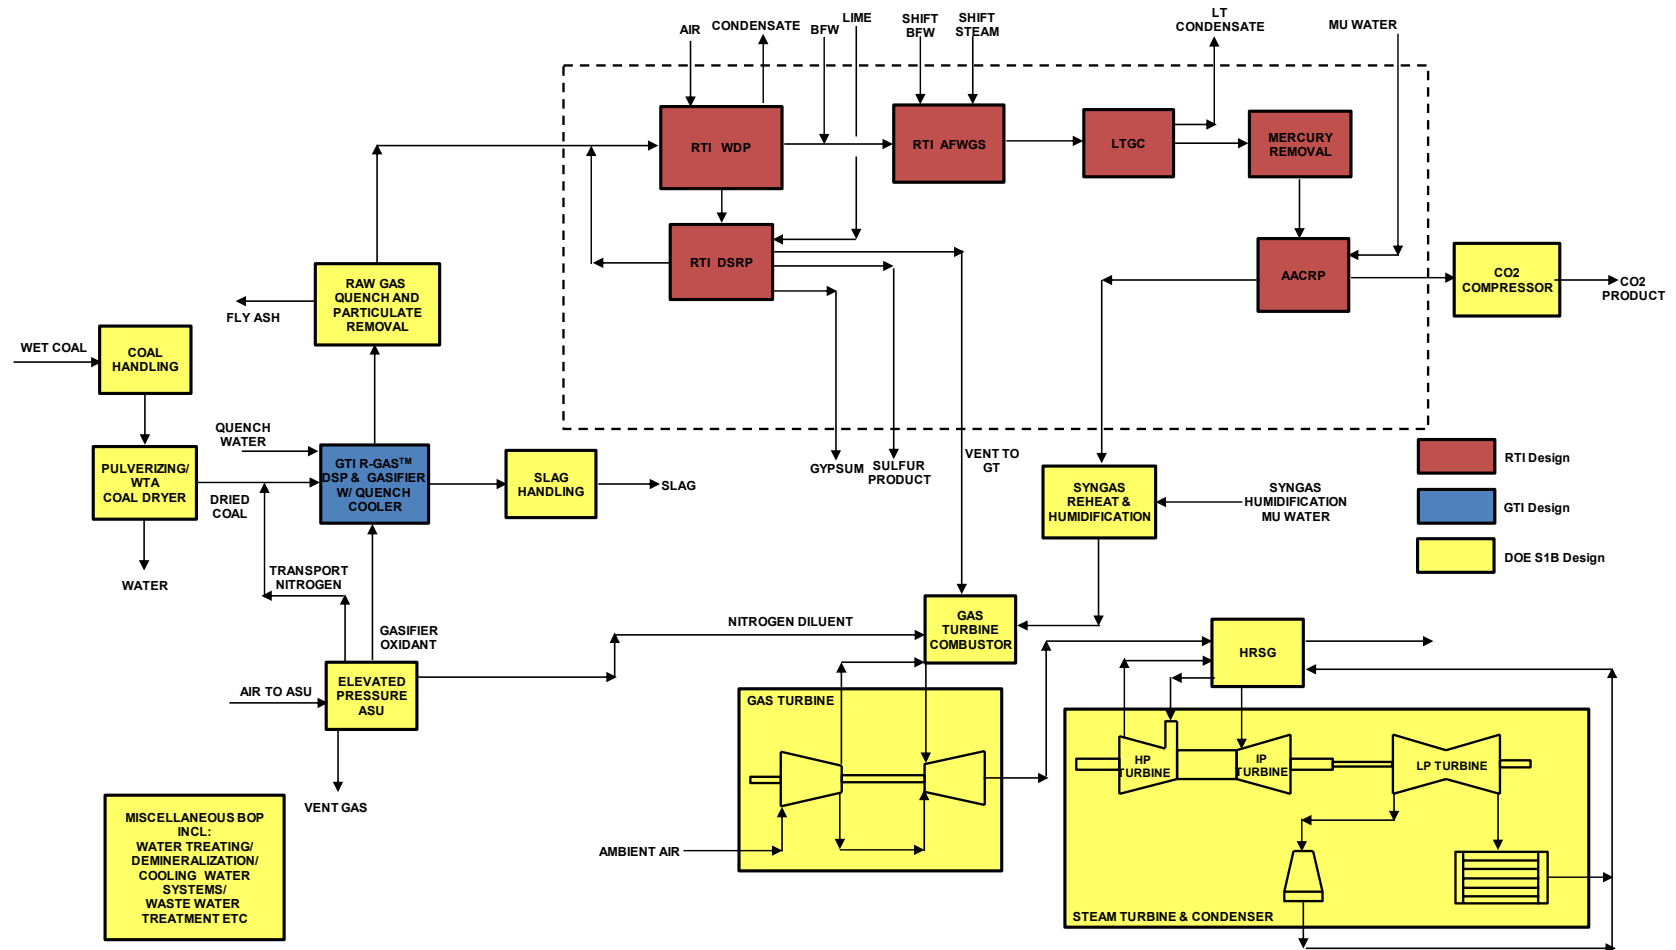 AIR
CONDENSATE
BFW
LIME
SHIFT
BFW
SHIFT
STEAM
LT
CONDENSATE
MU WATER
RTI WDP
RTI AFWGS
LTGC
MERCURY
REMOVAL
RTI DSRP
AACRP
CO2
COMPRESSOR
CO2
PRODUCT
RAW GAS
QUENCH AND
PARTICULATE
REMOVAL
FLY ASH
WET COAL
COAL
HANDLING
QUENCH
WATER
PULVERIZING/
WTA
COAL DRYER
DRIED
COAL
GTI R-GAS™
DSP & GASIFIER
W/ QUENCH
COOLER
SLAG
HANDLING
SLAG
GYPSUM
SULFUR
PRODUCT
VENT TO
GT
SYNGAS
REHEAT &
HUMIDIFICATION
SYNGAS
HUMIDIFICATION
MU WATER
RTI Design
GTI Design
DOE S1B Design
WATER
TRANSPORT
NITROGEN
GASIFIER
OXIDANT
NITROGEN DILUENT
GAS
TURBINE
COMBUSTOR
HRSG
AIR TO ASU
ELEVATED
PRESSURE
ASU
VENT GAS
GAS TURBINE
AMBIENT AIR
HP
TURBINE
IP
TURBINE
LP TURBINE
STEAM TURBINE & CONDENSER
MISCELLANEOUS BOP
INCL:
WATER TREATING/
DEMINERALIZATION/
COOLING WATER
SYSTEMS/
WASTE WATER
TREATMENT ETC